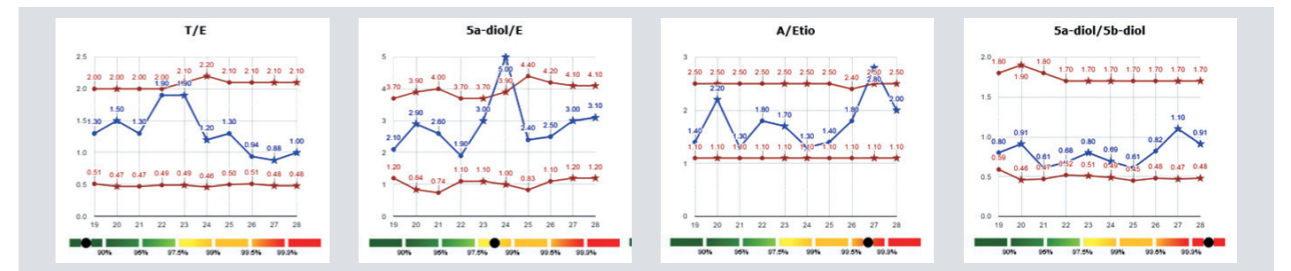 T/E
2.5
2.0
1.5
1.0
0.5
0.0
2.00 2.00 2.00 2.00 2.10 2.20 2.10 2.10 2.10 2.10
1.30 1.50 1.30 1.90 1.90 1.20 1.30 0.94 0.88 1.00
0.51 0.47 0.47 0.49 0.49 0.46 0.50 0.51 0.48 0.48
19 20 21 22 23 24 25 26 27 28
90% 95% 97.5% 99% 99.5% 99.9%
5a-diol/E
5
4
3
2
1
0
3.70 3.90 4.00 3.70 3.70 3.90 4.40 4.20 4.10 4.10
2.10 2.90 2.60 1.90 3.00 5.00 2.40 2.50 3.00 3.10
1.20 0.84 0.74 1.10 1.10 1.00 0.83 1.10 1.20 1.20
19 20 21 22 23 24 25 26 27 28
90% 95% 97.5% 99% 99.5% 99.9%
A/Etio
3
2
1
0
2.50 2.50 2.50 2.50 2.50 2.50 2.50 2.40 2.50 2.50
1.40 2.20 1.30 1.80 1.70 1.30 1.40 1.80 2.80 2.00
1.10 1.10 1.10 1.10 1.10 1.10 1.10 1.10 1.10 1.10
19 20 21 22 23 24 25 26 27 28
90% 95% 97.5% 99% 99.5% 99.9%
5a-diol/5b-diol
2.0
1.5
1.0
0.5
0.0
1.80 1.90 1.80 1.70 1.70 1.70 1.70 1.70 1.70 1.70
0.80 0.91 0.61 0.68 0.80 0.69 0.61 0.82 1.10 0.91
0.59 0.46 0.47 0.52 0.51 0.49 0.45 0.48 0.47 0.48
19 20 21 22 23 24 25 26 27 28
90% 95% 97.5% 99% 99.5% 99.9%